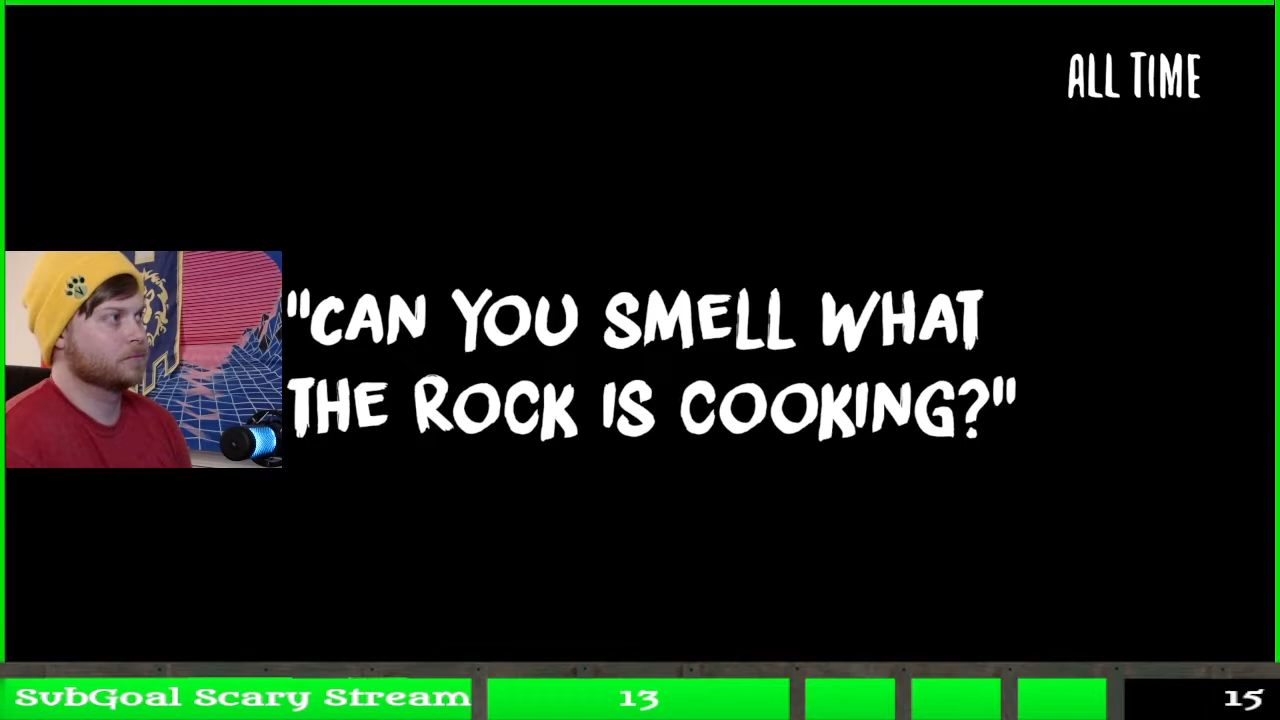 ALL TIME
"CAN YOU SMELL WHAT
THE ROCK IS COOKING?"
SubGoal Scary Stream 13 15